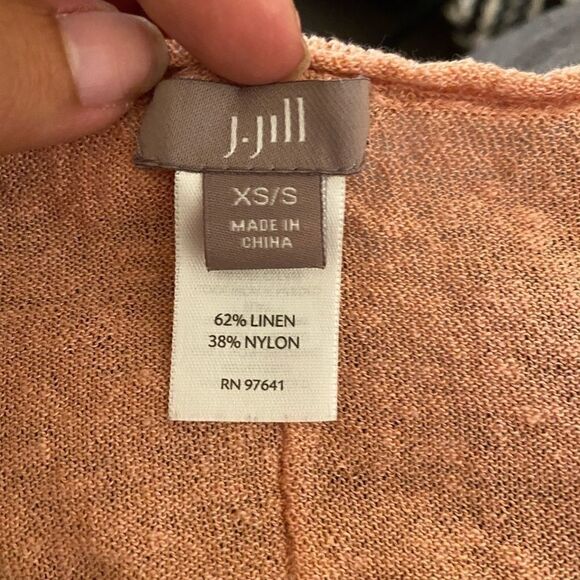 J.Jill
XS/S
MADE IN
CHINA
62% LINEN
38% NYLON
RN 97641